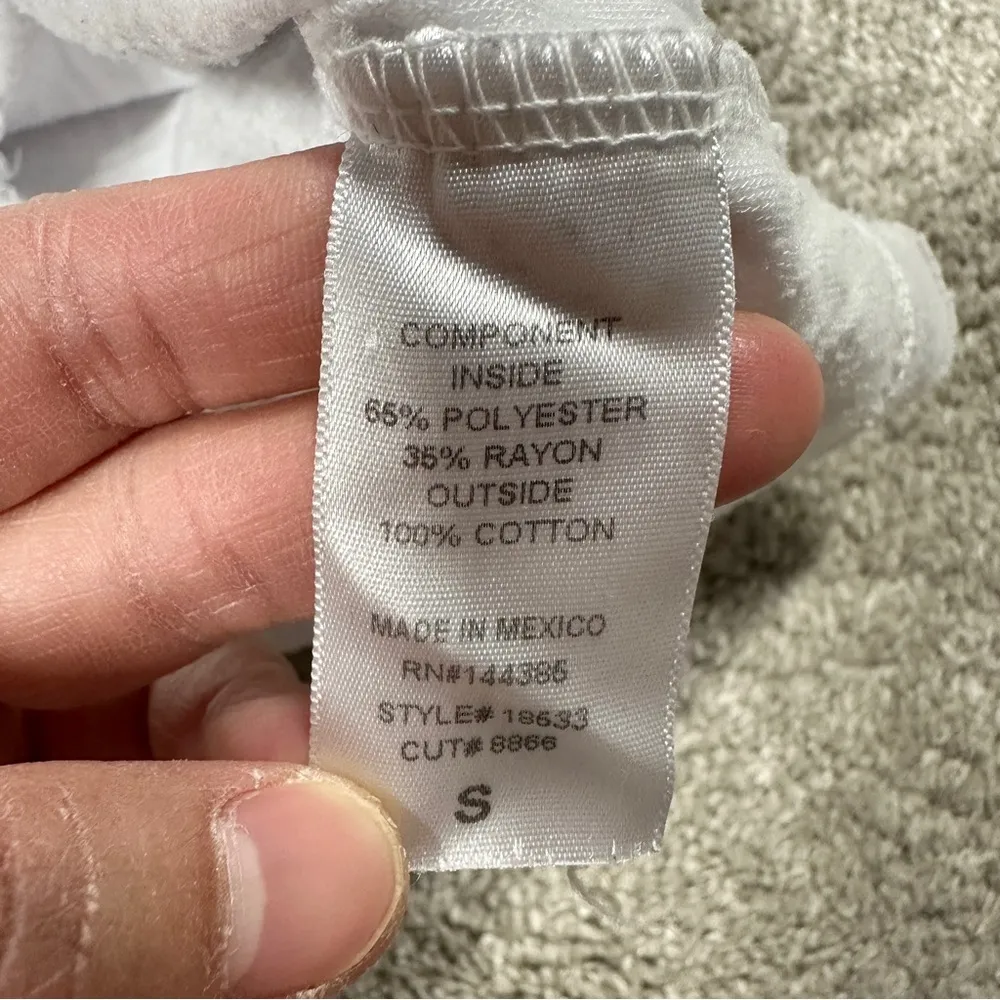 COMPONENT
INSIDE
65% POLYESTER
35% RAYON
OUTSIDE
100% COTTON
MADE IN MEXICO
RN#144385
STYLE# 18633
CUT# 8866
S